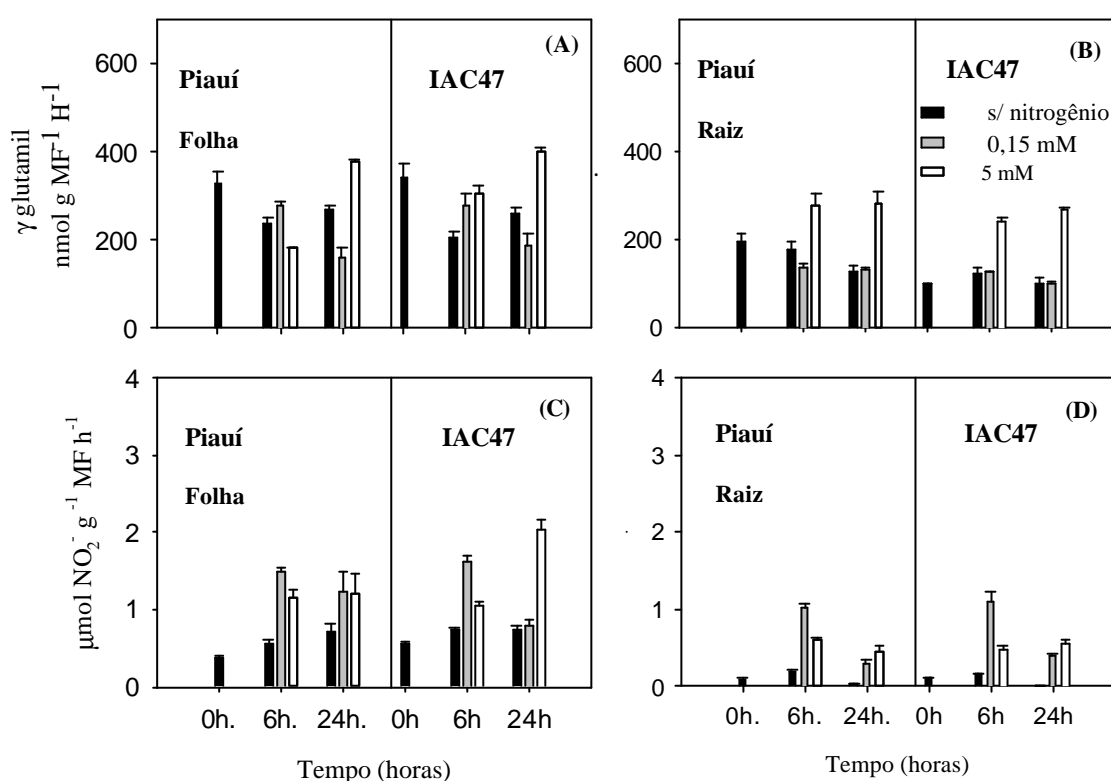 γ glutamil
nmol g MF-1 H-1
600
400
200
0
Piauí
Folha
IAC47
(A)
600
400
200
0
Piauí
Raiz
IAC47
(B)
s/ nitrogênio
0,15 mM
5 mM
μmol NO2- g -1 MF h-1
4
3
2
1
0
Piauí
Folha
IAC47
(C)
0h.
6h.
24h.
0h
6h
24h
Tempo (horas)
4
3
2
1
0
Piauí
Raiz
IAC47
(D)
0h.
6h.
24h.
0h
6h
24h
Tempo (horas)